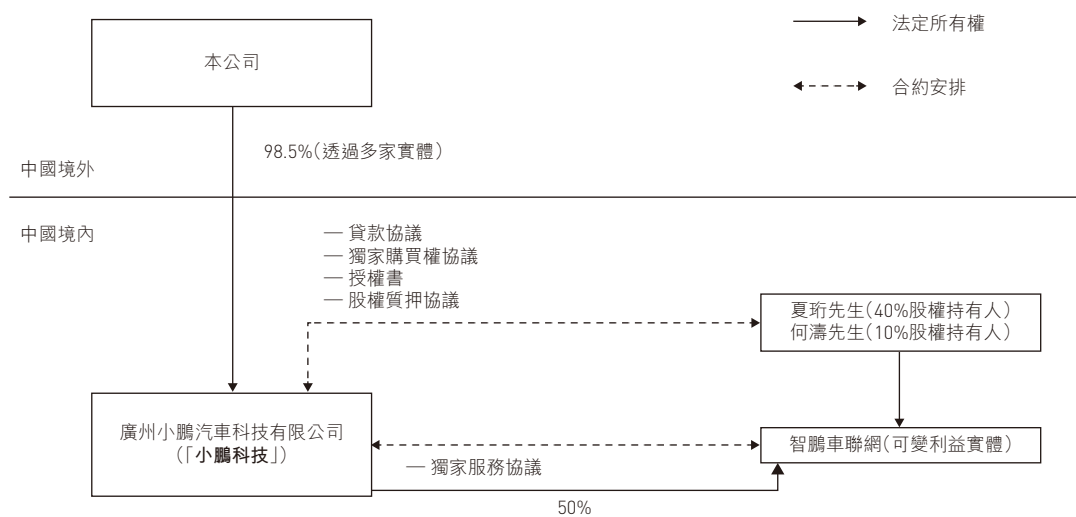 法定所有權
本公司
合約安排
98.5%(透過多家實體)
中國境外
中國境內
— 貸款協議
— 獨家購買權協議
— 授權書
— 股權質押協議
夏珩先生(40%股權持有人)
何濤先生(10%股權持有人)
廣州小鵬汽車科技有限公司
(「小鵬科技」)
智鵬車聯網(可變利益實體)
— 獨家服務協議
50%